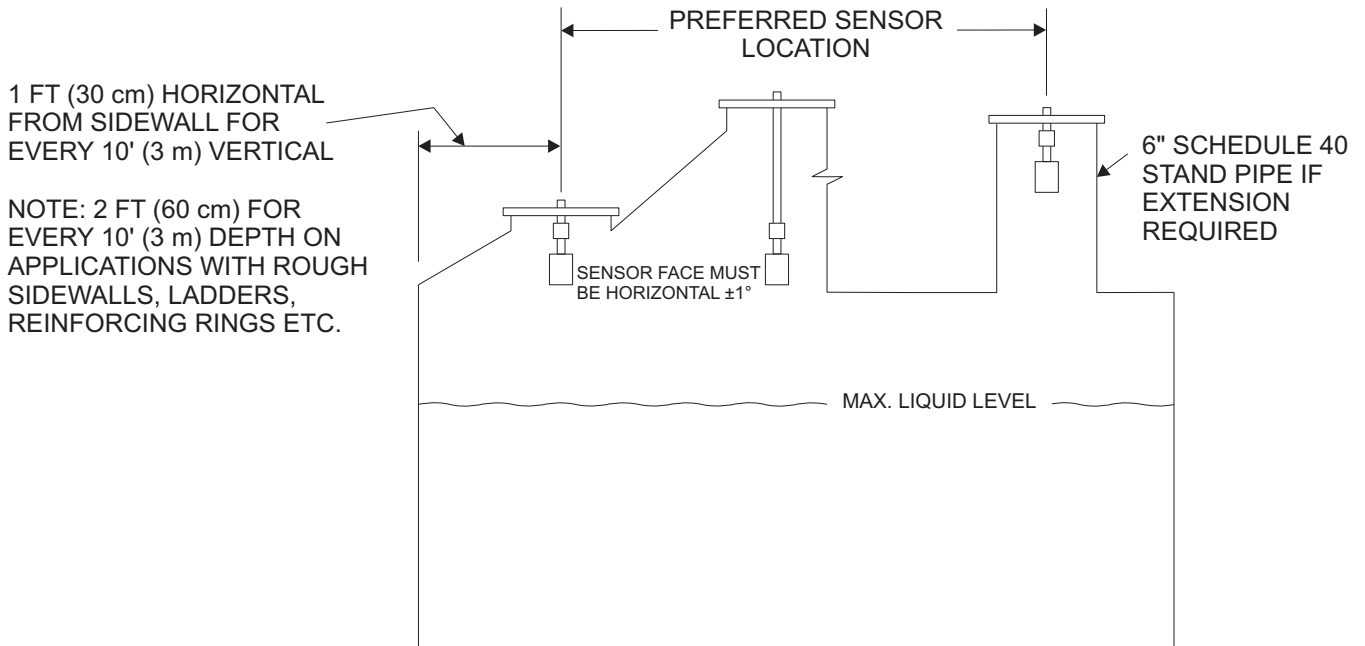 PREFERRED SENSOR
LOCATION
1 FT (30 cm) HORIZONTAL
FROM SIDEWALL FOR
EVERY 10' (3 m) VERTICAL
NOTE: 2 FT (60 cm) FOR
EVERY 10' (3 m) DEPTH ON
APPLICATIONS WITH ROUGH
SIDEWALLS, LADDERS,
REINFORCING RINGS ETC.
6" SCHEDULE 40
STAND PIPE IF
EXTENSION
REQUIRED
SENSOR FACE MUST
BE HORIZONTAL ±1°
MAX. LIQUID LEVEL